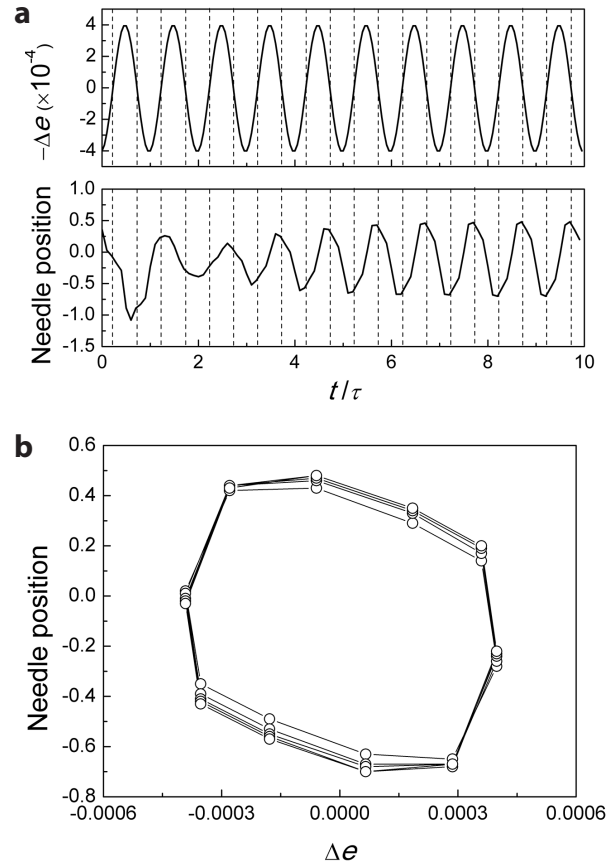 a
−Δe (×10⁻⁴)
4
2
0
-2
-4
Needle position
1.0
0.5
0.0
-0.5
-1.0
-1.5
0 2 4 6 8 10
t/τ
b
Needle position
0.6
0.4
0.2
0.0
-0.2
-0.4
-0.6
-0.8
-0.0006 -0.0003 0.0000 0.0003 0.0006
Δe